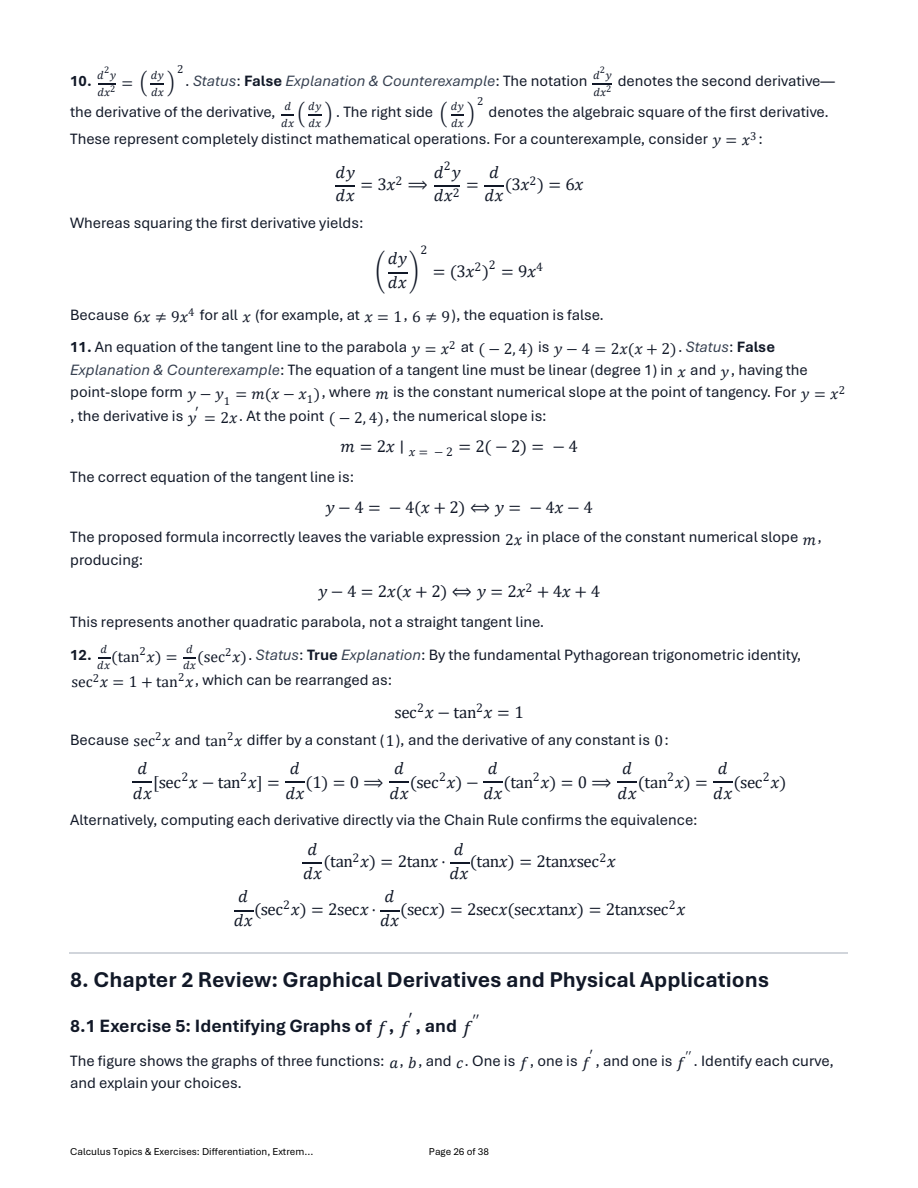 10. d²y/dx² = (dy/dx)². Status: False Explanation & Counterexample: The notation d²y/dx² denotes the second derivative—
the derivative of the derivative, d/dx(dy/dx). The right side (dy/dx)² denotes the algebraic square of the first derivative.
These represent completely distinct mathematical operations. For a counterexample, consider y = x³:
dy/dx = 3x² ⟹ d²y/dx² = d/dx(3x²) = 6x
Whereas squaring the first derivative yields:
(dy/dx)² = (3x²)² = 9x⁴
Because 6x ≠ 9x⁴ for all x (for example, at x = 1, 6 ≠ 9), the equation is false.
11. An equation of the tangent line to the parabola y = x² at (−2, 4) is y − 4 = 2x(x + 2). Status: False
Explanation & Counterexample: The equation of a tangent line must be linear (degree 1) in x and y, having the
point-slope form y − y₁ = m(x − x₁), where m is the constant numerical slope at the point of tangency. For y = x²
, the derivative is y′ = 2x. At the point (−2, 4), the numerical slope is:
m = 2x |ₓ ₌ ₋₂ = 2(−2) = −4
The correct equation of the tangent line is:
y − 4 = −4(x + 2) ⟺ y = −4x − 4
The proposed formula incorrectly leaves the variable expression 2x in place of the constant numerical slope m,
producing:
y − 4 = 2x(x + 2) ⟺ y = 2x² + 4x + 4
This represents another quadratic parabola, not a straight tangent line.
12. d/dx(tan²x) = d/dx(sec²x). Status: True Explanation: By the fundamental Pythagorean trigonometric identity,
sec²x = 1 + tan²x, which can be rearranged as:
sec²x − tan²x = 1
Because sec²x and tan²x differ by a constant (1), and the derivative of any constant is 0:
d/dx[sec²x − tan²x] = d/dx(1) = 0 ⟹ d/dx(sec²x) − d/dx(tan²x) = 0 ⟹ d/dx(tan²x) = d/dx(sec²x)
Alternatively, computing each derivative directly via the Chain Rule confirms the equivalence:
d/dx(tan²x) = 2tanx · d/dx(tanx) = 2tanxsec²x
d/dx(sec²x) = 2secx · d/dx(secx) = 2secx(secxtanx) = 2tanxsec²x
8. Chapter 2 Review: Graphical Derivatives and Physical Applications
8.1 Exercise 5: Identifying Graphs of f, f′, and f″
The figure shows the graphs of three functions: a, b, and c. One is f, one is f′, and one is f″. Identify each curve,
and explain your choices.
Calculus Topics & Exercises: Differentiation, Extrem... Page 26 of 38